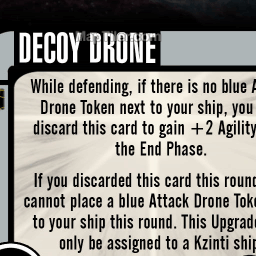 DECOY DRONE
While defending, if there is no blue A
Drone Token next to your ship, you
discard this card to gain +2 Agility
the End Phase.
If you discarded this card this round
cannot place a blue Attack Drone Toke
to your ship this round. This Upgrade
only be assigned to a Kzinti ship